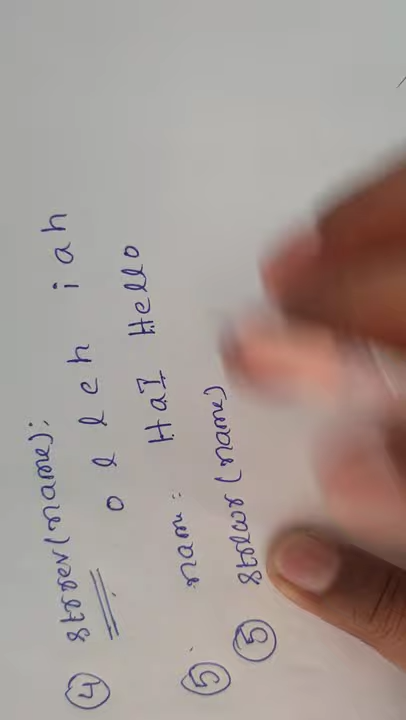 ④ strrev(name);
o l l e h i a h
⑤ name: HaI Hello
⑤ strlwr(name)